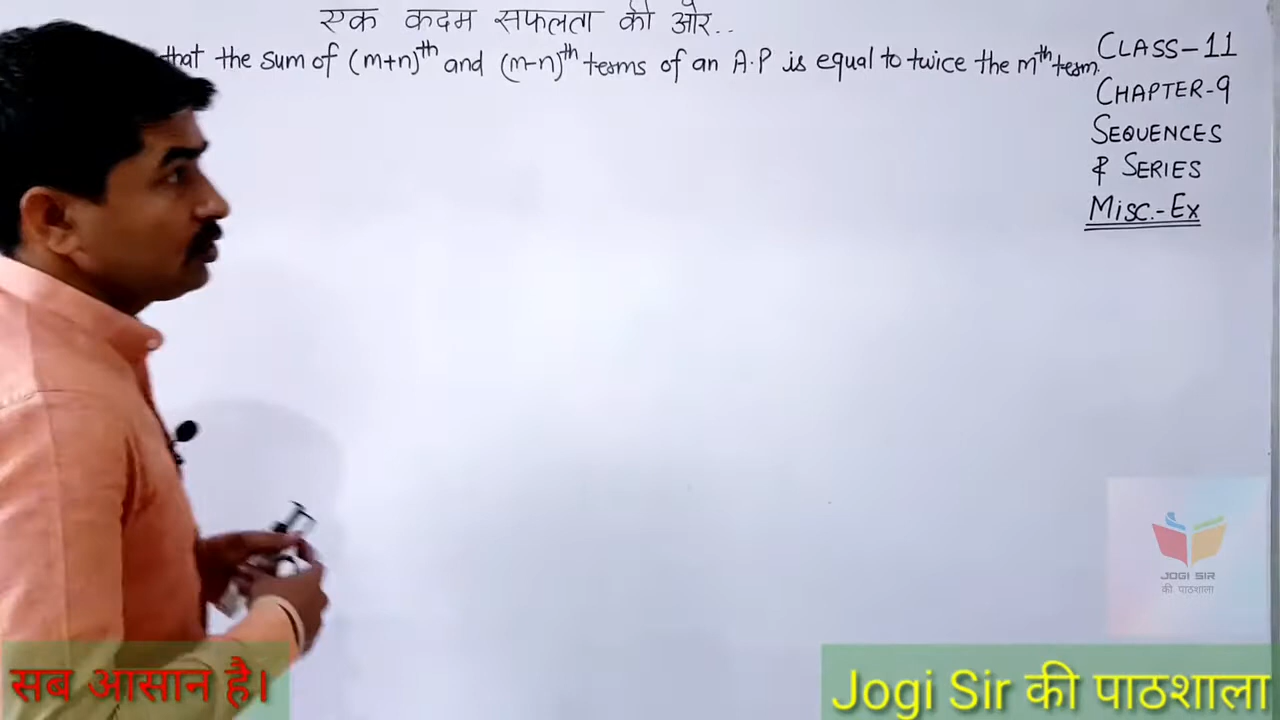 एक कदम सफलता की ओर..
that the sum of (m+n)th and (m-n)th terms of an A.P is equal to twice the mth term.
CLASS-11
CHAPTER-9
SEQUENCES
& SERIES
MISC.-EX
JOGI SIR
की पाठशाला
सब आसान है।
Jogi Sir की पाठशाला